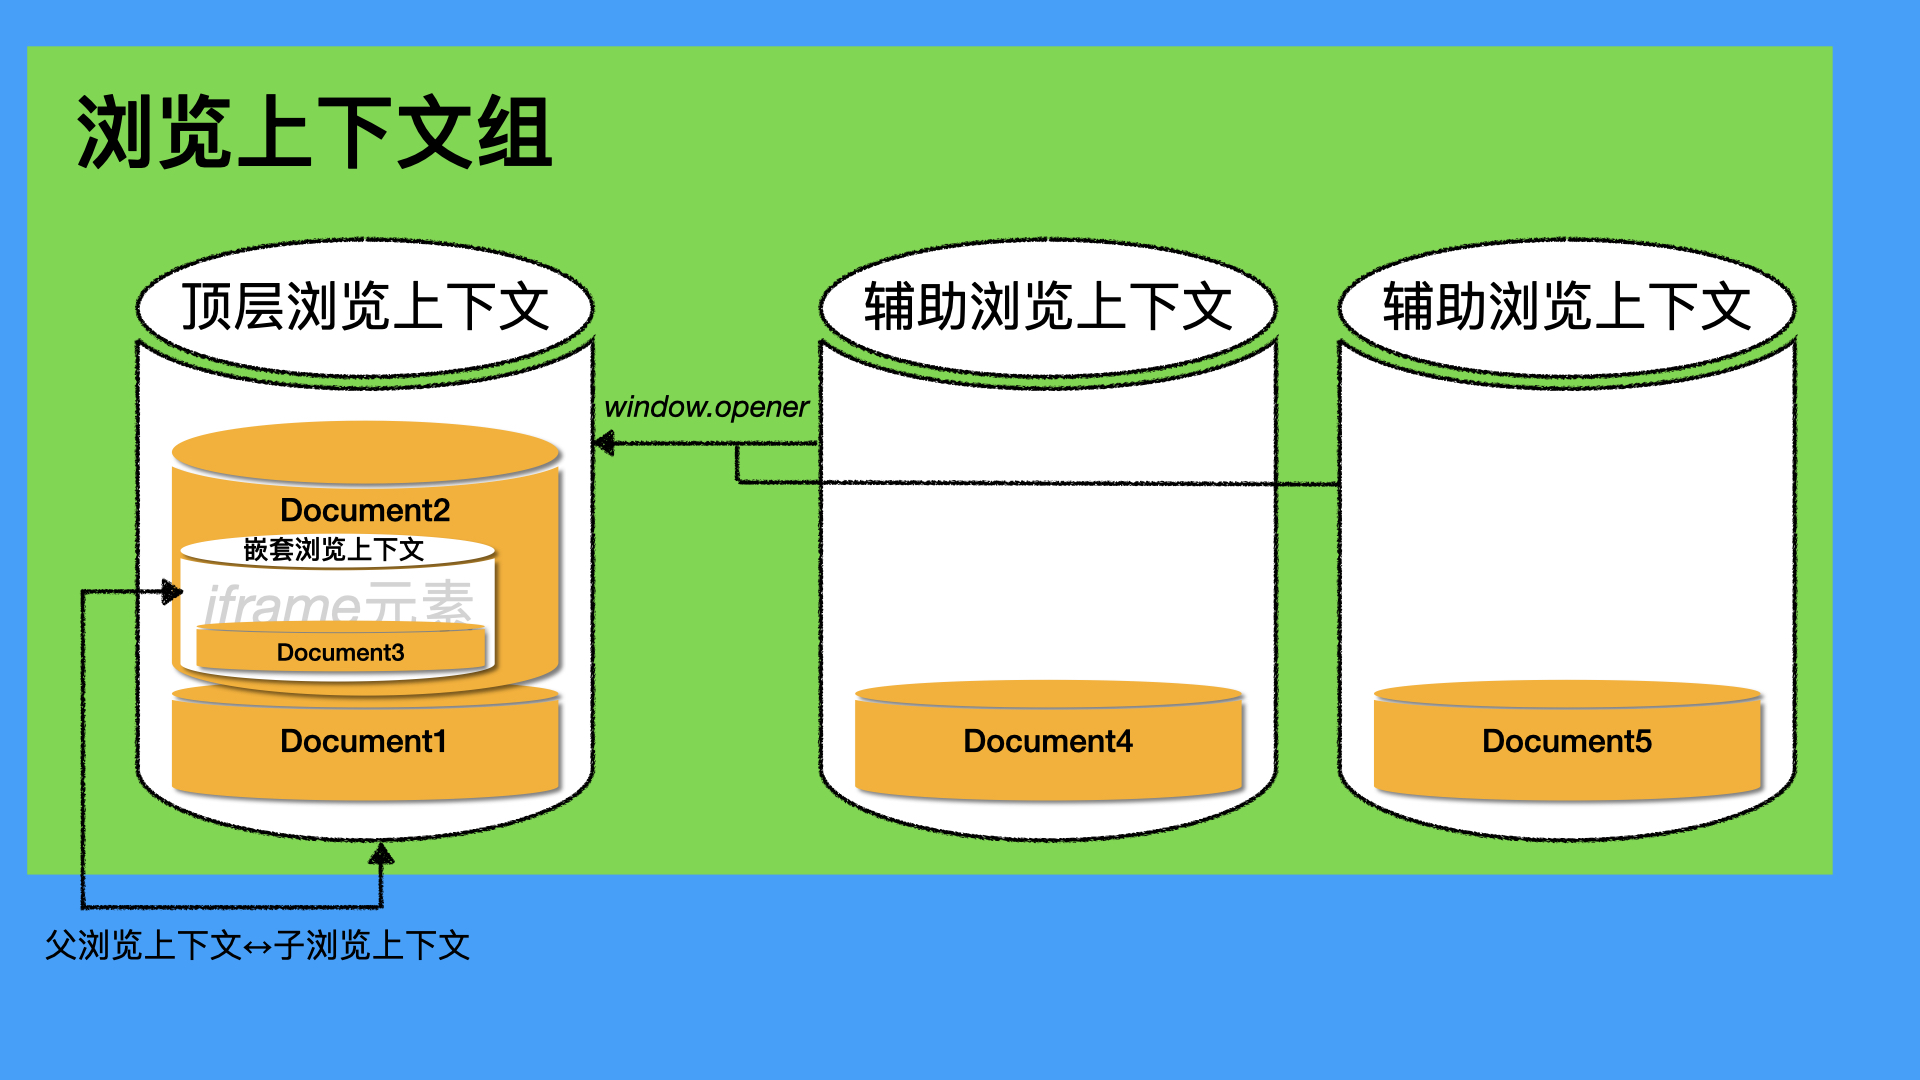 浏览上下文组
顶层浏览上下文
辅助浏览上下文
辅助浏览上下文
window.opener
Document2
嵌套浏览上下文
iframe元素
Document3
Document1
Document4
Document5
父浏览上下文↔子浏览上下文